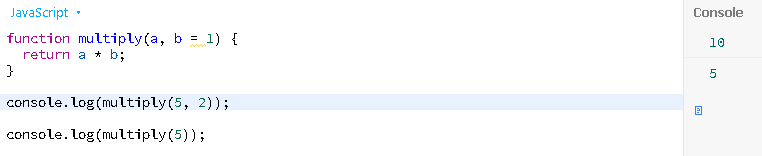 JavaScript
Console
function multiply(a, b = 1) {
  return a * b;
}
console.log(multiply(5, 2));
console.log(multiply(5));
10
5